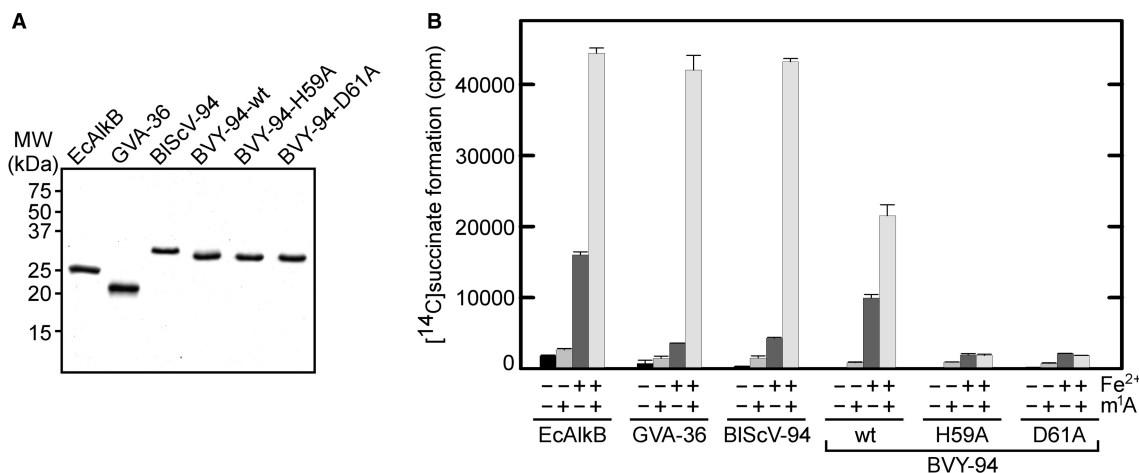 A
EcAlkB
GVA-36
BlScV-94
BVY-94-wt
BVY-94-H59A
BVY-94-D61A
MW
(kDa)
75
50
37
25
20
15
B
[¹⁴C]succinate formation (cpm)
40000
30000
20000
10000
0
− − + + − − + + − − + + − − + + − − + + − − + + Fe²⁺
− + − + − + − + − + − + − + − + − + − + − + − + m¹A
EcAlkB GVA-36 BlScV-94 wt H59A D61A
BVY-94